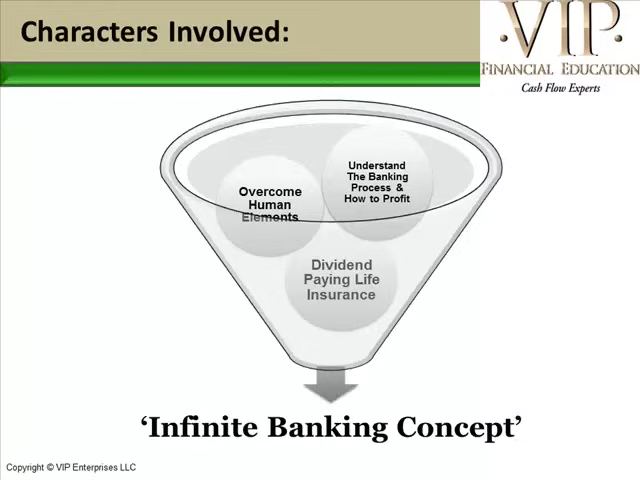 Characters Involved:
·VIP·
FINANCIAL EDUCATION
Cash Flow Experts
Understand
The Banking
Process &
How to Profit
Overcome
Human
Elements
Dividend
Paying Life
Insurance
‘Infinite Banking Concept’
Copyright © VIP Enterprises LLC